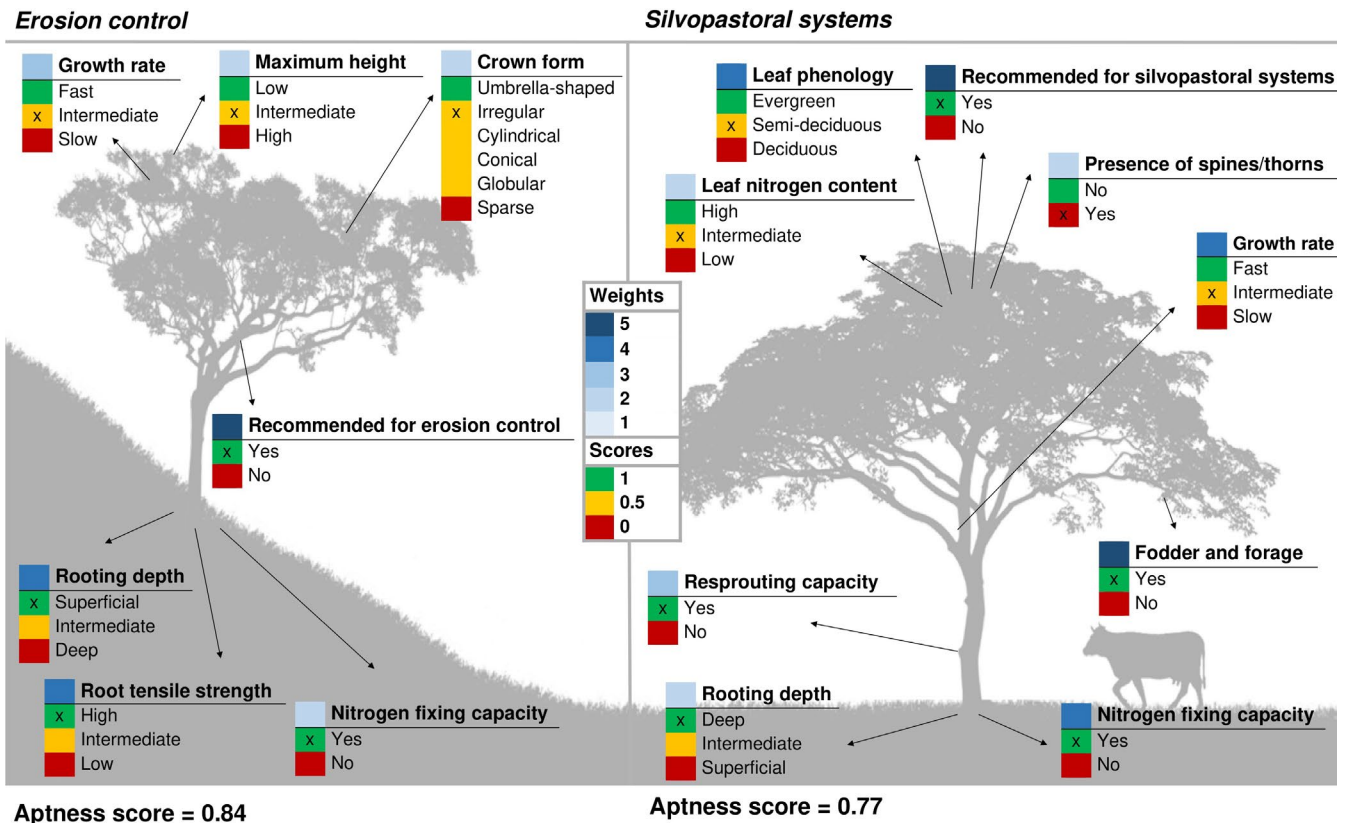 Erosion control
Silvopastoral systems
Growth rate
Fast
x Intermediate
Slow
Maximum height
Low
x Intermediate
High
Crown form
Umbrella-shaped
x Irregular
Cylindrical
Conical
Globular
Sparse
Recommended for erosion control
x Yes
No
Rooting depth
x Superficial
Intermediate
Deep
Root tensile strength
x High
Intermediate
Low
Nitrogen fixing capacity
x Yes
No
Aptness score = 0.84
Weights
5
4
3
2
1
Scores
1
0.5
0
Leaf phenology
Evergreen
x Semi-deciduous
Deciduous
Recommended for silvopastoral systems
x Yes
No
Leaf nitrogen content
High
x Intermediate
Low
Presence of spines/thorns
No
x Yes
Growth rate
Fast
x Intermediate
Slow
Fodder and forage
x Yes
No
Resprouting capacity
x Yes
No
Rooting depth
x Deep
Intermediate
Superficial
Nitrogen fixing capacity
x Yes
No
Aptness score = 0.77